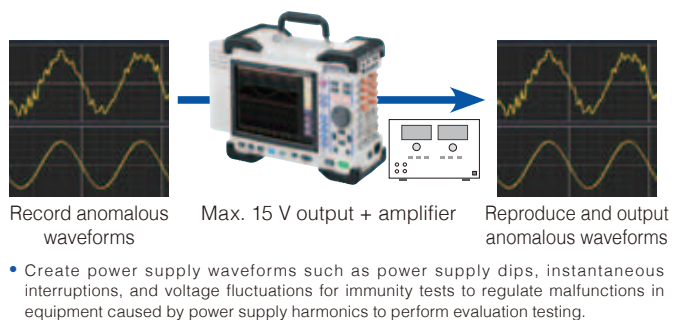 Record anomalous
waveforms
Max. 15 V output + amplifier
Reproduce and output
anomalous waveforms
• Create power supply waveforms such as power supply dips, instantaneous
interruptions, and voltage fluctuations for immunity tests to regulate malfunctions in
equipment caused by power supply harmonics to perform evaluation testing.